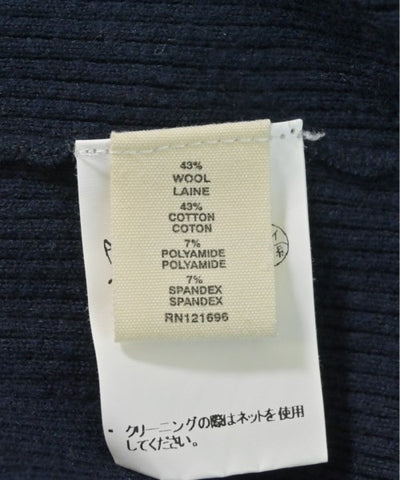 43%
WOOL
LAINE
43%
COTTON
COTON
7%
POLYAMIDE
POLYAMIDE
7%
SPANDEX
SPANDEX
RN121696
クリーニングの際はネットを使用
してください。